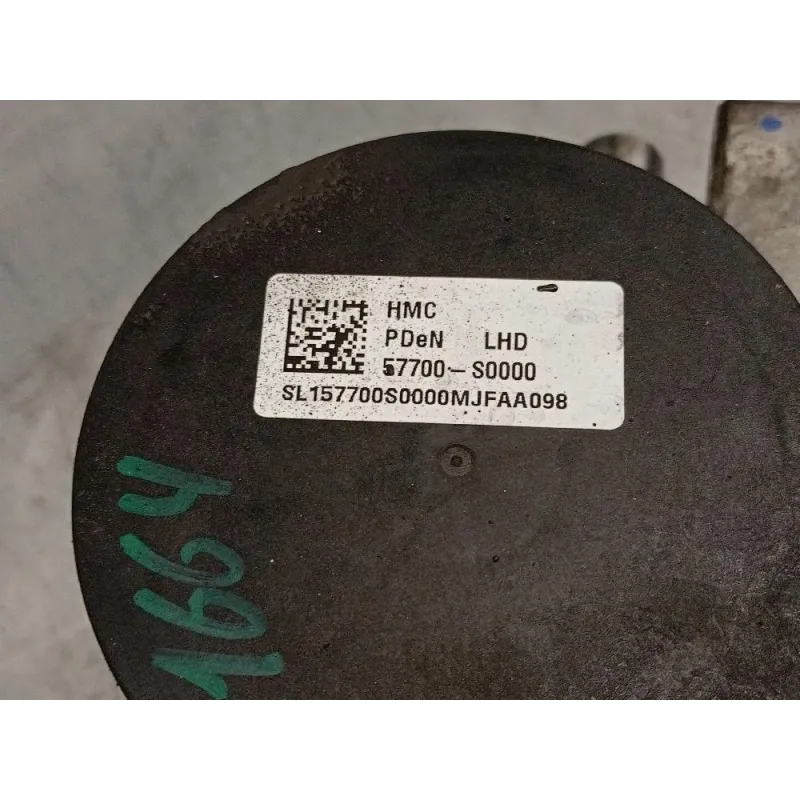 HMC
PDeN LHD
57700-S0000
SL157700S0000MJFAA098
1664